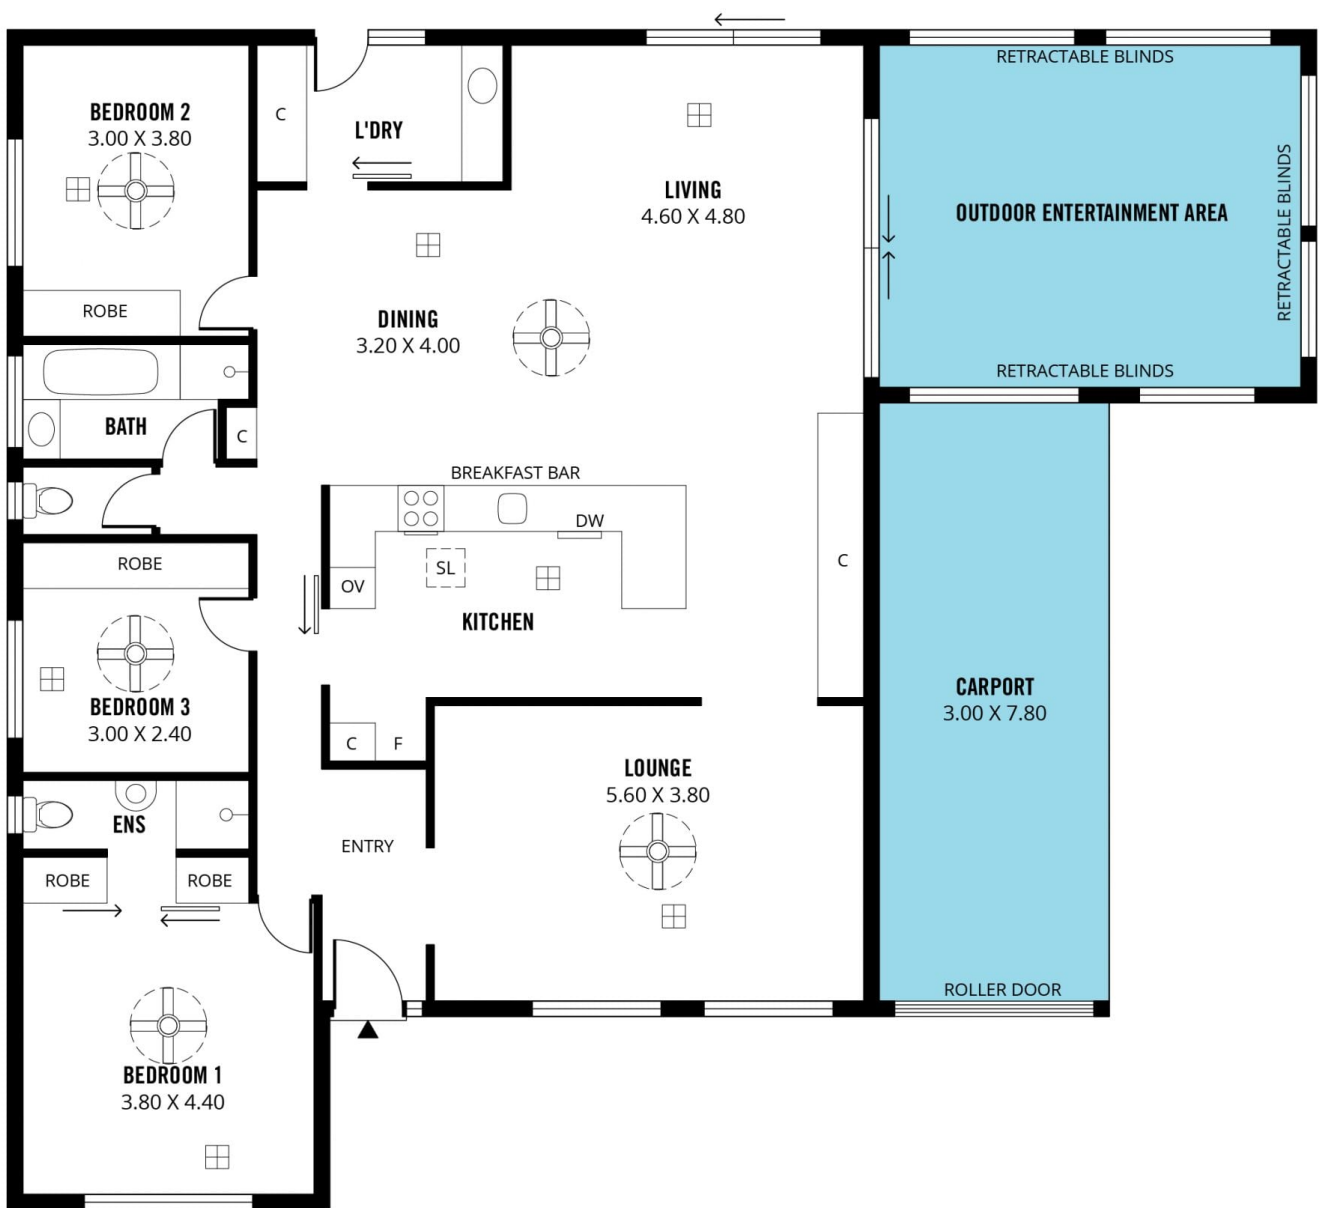 RETRACTABLE BLINDS
BEDROOM 2
3.00 X 3.80
C
L'DRY
LIVING
4.60 X 4.80
OUTDOOR ENTERTAINMENT AREA
RETRACTABLE BLINDS
ROBE
DINING
3.20 X 4.00
RETRACTABLE BLINDS
BATH
C
BREAKFAST BAR
DW
ROBE
OV
SL
C
KITCHEN
BEDROOM 3
3.00 X 2.40
CARPORT
3.00 X 7.80
C
F
LOUNGE
5.60 X 3.80
ENS
ENTRY
ROBE
ROBE
ROLLER DOOR
BEDROOM 1
3.80 X 4.40